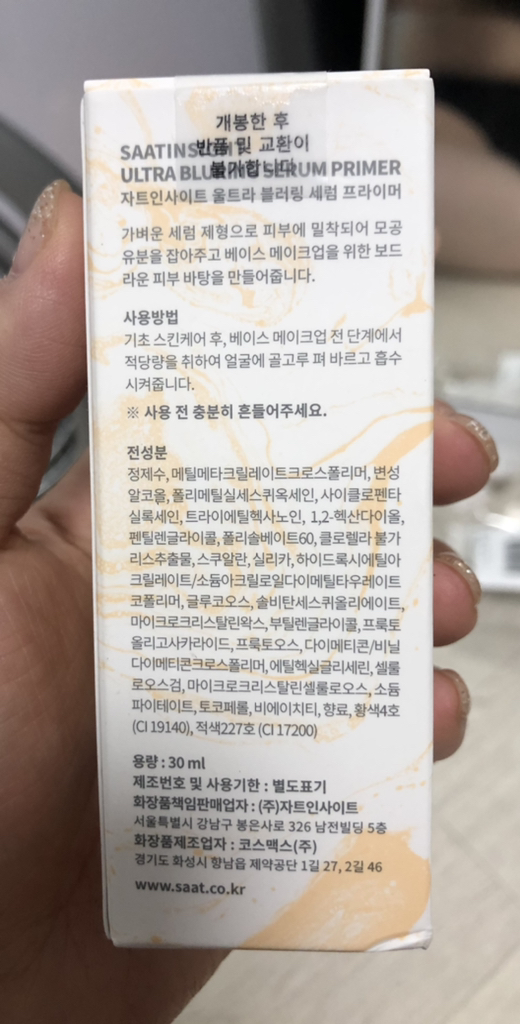 개봉한 후
반품 및 교환이
불가합니다
SAATINSIGHT
ULTRA BLURRING SERUM PRIMER
자트인사이트 울트라 블러링 세럼 프라이머
가벼운 세럼 제형으로 피부에 밀착되어 모공
유분을 잡아주고 베이스 메이크업을 위한 보드
라운 피부 바탕을 만들어줍니다.
사용방법
기초 스킨케어 후, 베이스 메이크업 전 단계에서
적당량을 취하여 얼굴에 골고루 펴 바르고 흡수
시켜줍니다.
※ 사용 전 충분히 흔들어주세요.
전성분
정제수, 메틸메타크릴레이트크로스폴리머, 변성
알코올, 폴리메틸실세스퀴옥세인, 사이클로펜타
실록세인, 트라이에틸헥사노인, 1,2-헥산다이올,
펜틸렌글라이콜, 폴리솔베이트60, 클로렐라 불가
리스추출물, 스쿠알란, 실리카, 하이드록시에틸아
크릴레이트/소듐아크릴로일다이메틸타우레이트
코폴리머, 글루코오스, 솔비탄세스퀴올리에이트,
마이크로크리스탈린왁스, 부틸렌글라이콜, 프룩토
올리고사카라이드, 프룩토오스, 다이메티콘/비닐
다이메티콘크로스폴리머, 에틸헥실글리세린, 셀룰
로오스검, 마이크로크리스탈린셀룰로오스, 소듐
파이테이트, 토코페롤, 비에이치티, 향료, 황색4호
(CI 19140), 적색227호 (CI 17200)
용량 : 30 ml
제조번호 및 사용기한 : 별도표기
화장품책임판매업자 : (주)자트인사이트
서울특별시 강남구 봉은사로 326 남전빌딩 5층
화장품제조업자 : 코스맥스(주)
경기도 화성시 향남읍 제약공단 1길 27, 2길 46
www.saat.co.kr